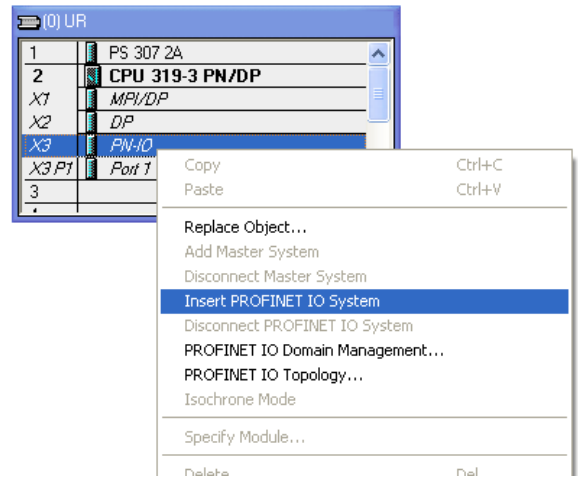 (0) UR
1 PS 307 2A
2 CPU 319-3 PN/DP
X1 MPI/DP
X2 DP
X3 PN-IO
X3 P1 Port 1
3
Copy Ctrl+C
Paste Ctrl+V
Replace Object...
Add Master System
Disconnect Master System
Insert PROFINET IO System
Disconnect PROFINET IO System
PROFINET IO Domain Management...
PROFINET IO Topology...
Isochrone Mode
Specify Module...
Delete Del